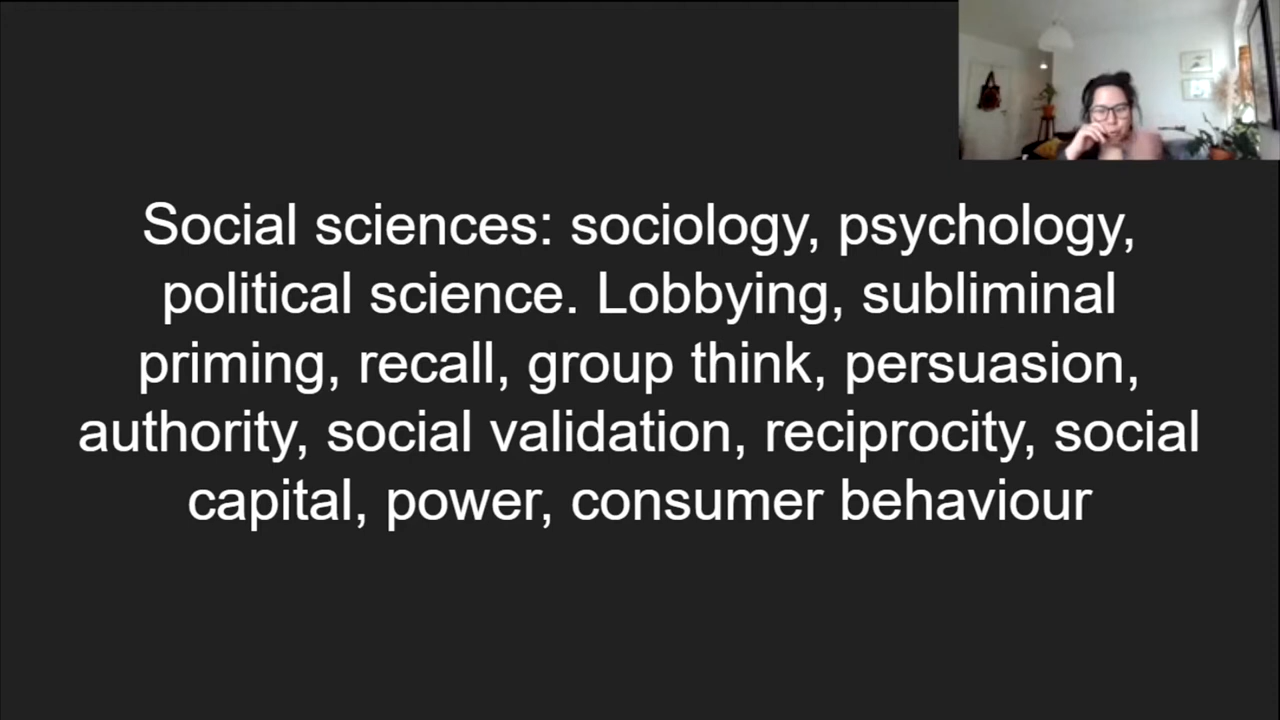 Social sciences: sociology, psychology,
political science. Lobbying, subliminal
priming, recall, group think, persuasion,
authority, social validation, reciprocity, social
capital, power, consumer behaviour